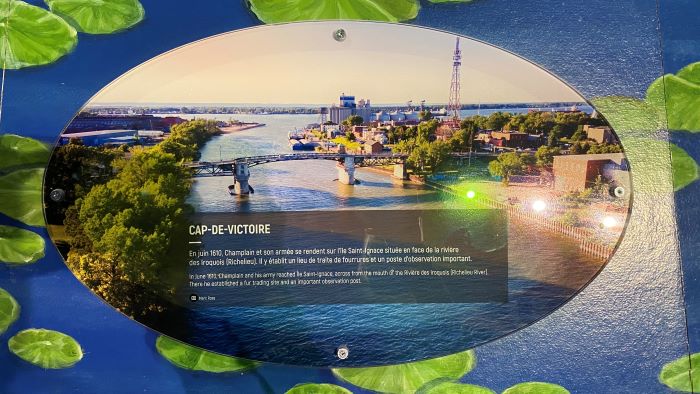 CAP-DE-VICTOIRE
En juin 1610, Champlain et son armée se rendent sur l'île Saint-Ignace située en face de la rivière
des Iroquois (Richelieu). Il y établit un lieu de traite de fourrures et un poste d'observation important.
In June 1610, Champlain and his army reached Île Saint-Ignace, across from the mouth of the Rivière des Iroquois (Richelieu River).
There he established a fur trading site and an important observation post.
Marc Ross